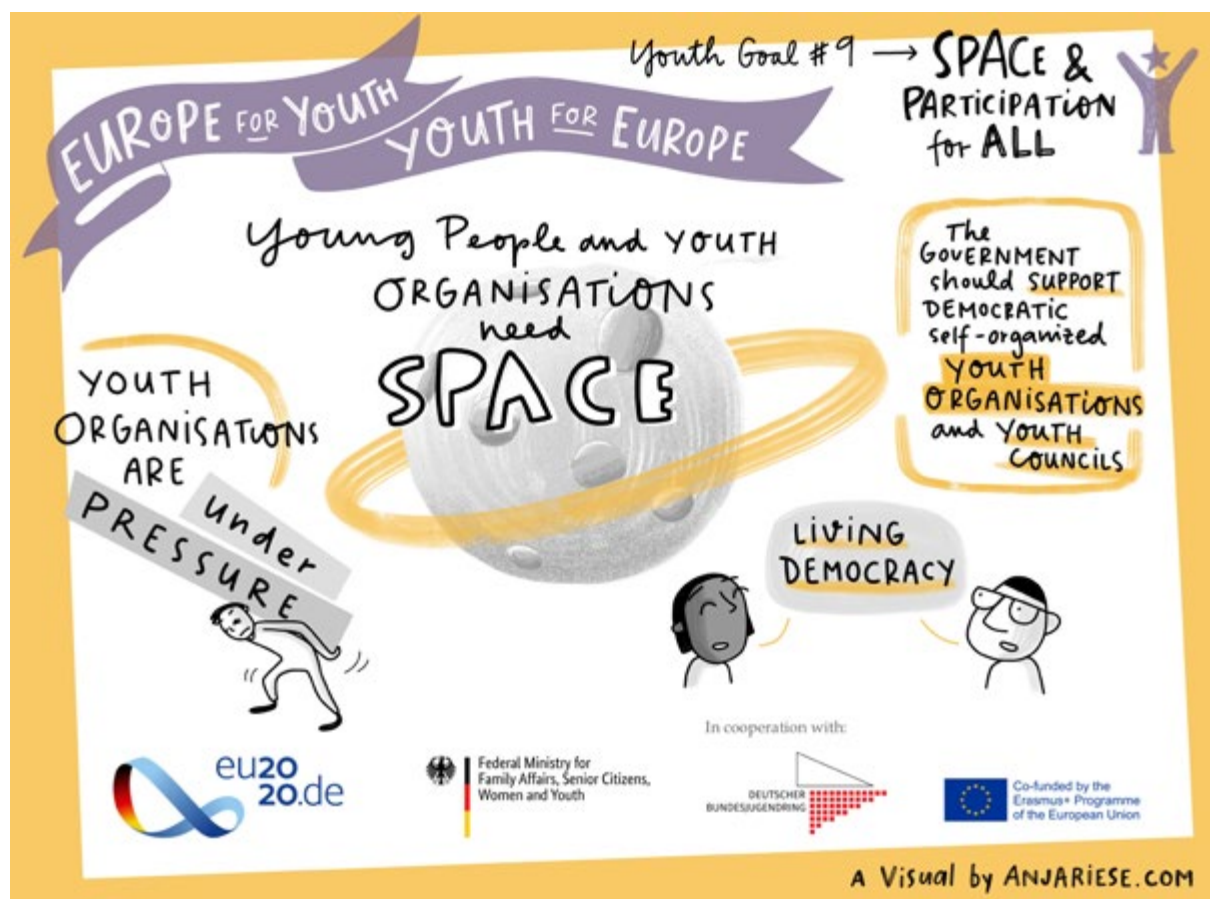 Youth Goal #9 → SPACE &
PARTICIPATION
for ALL
EUROPE FOR YOUTH
YOUTH FOR EUROPE
Young People and YOUTH
ORGANISATIONS
need
SPACE
The
GOVERNMENT
should SUPPORT
DEMOCRATIC
self-organized
YOUTH
ORGANISATIONS
and YOUTH
COUNCILS
YOUTH
ORGANISATIONS
ARE
under
PRESSURE
LIVING
DEMOCRACY
eu20
20.de
Federal Ministry for
Family Affairs, Senior Citizens,
Women and Youth
In cooperation with:
DEUTSCHER
BUNDESJUGENDRING
Co-funded by the
Erasmus+ Programme
of the European Union
A Visual by ANJARIESE.COM